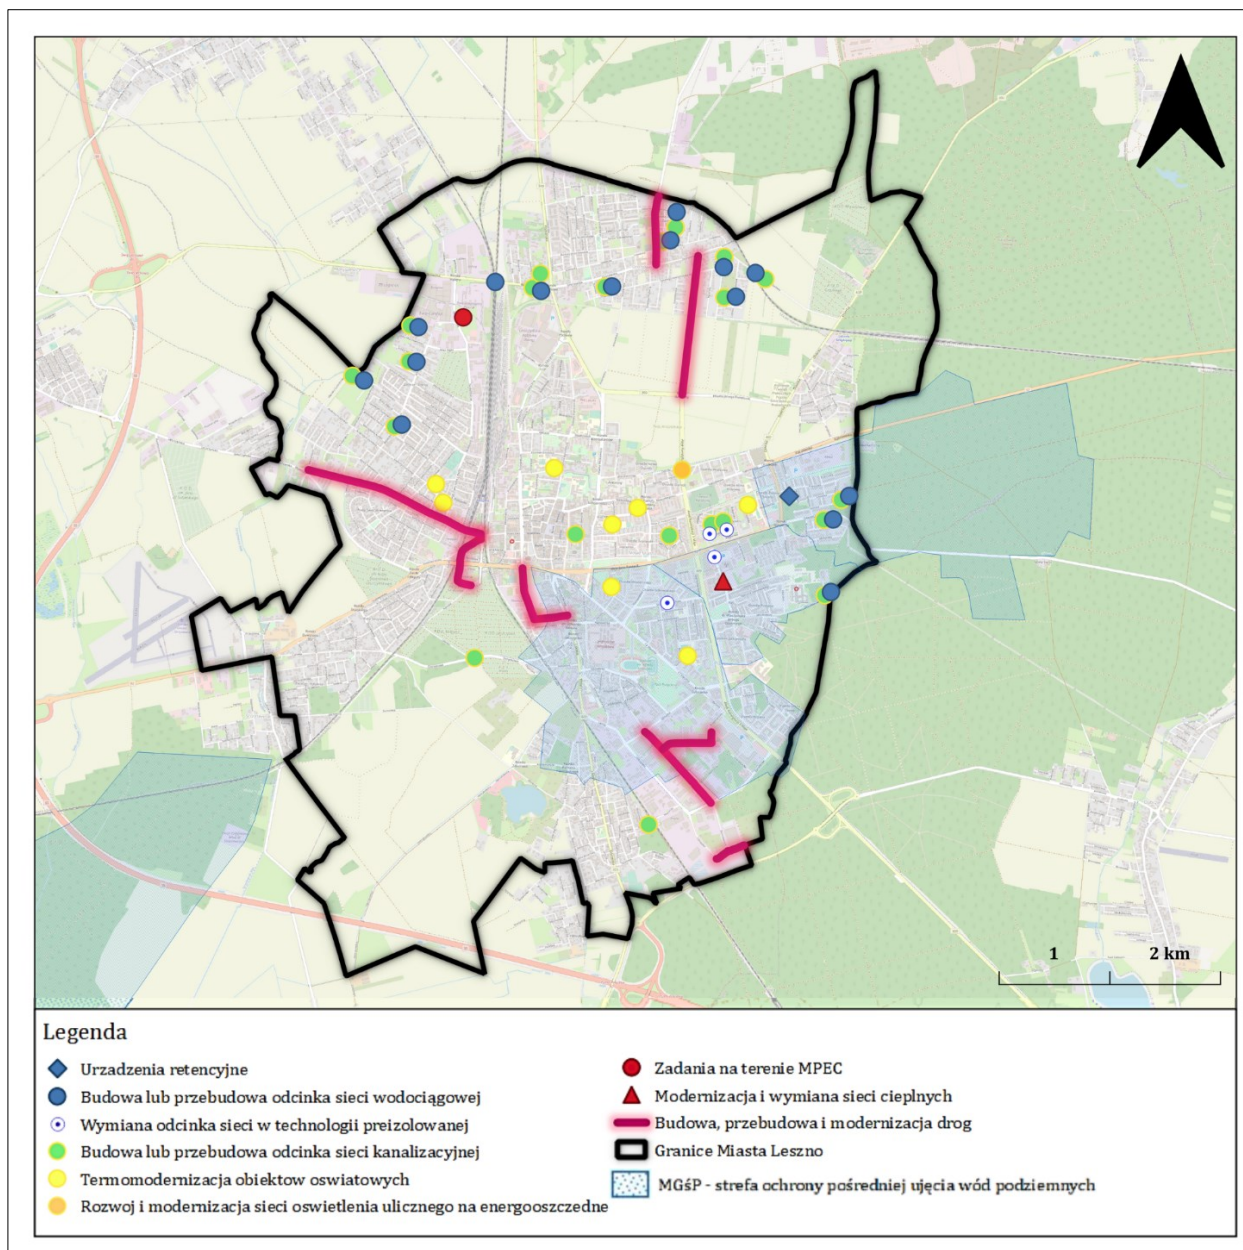 1 2 km
Legenda
Urzadzenia retencyjne
Budowa lub przebudowa odcinka sieci wodociągowej
Wymiana odcinka sieci w technologii preizolowanej
Budowa lub przebudowa odcinka sieci kanalizacyjnej
Termomodernizacja obiektow oswiatowych
Rozwoj i modernizacja sieci oswietlenia ulicznego na energooszczedne
Zadania na terenie MPEC
Modernizacja i wymiana sieci cieplnych
Budowa, przebudowa i modernizacja drog
Granice Miasta Leszno
MGśP - strefa ochrony pośredniej ujęcia wód podziemnych